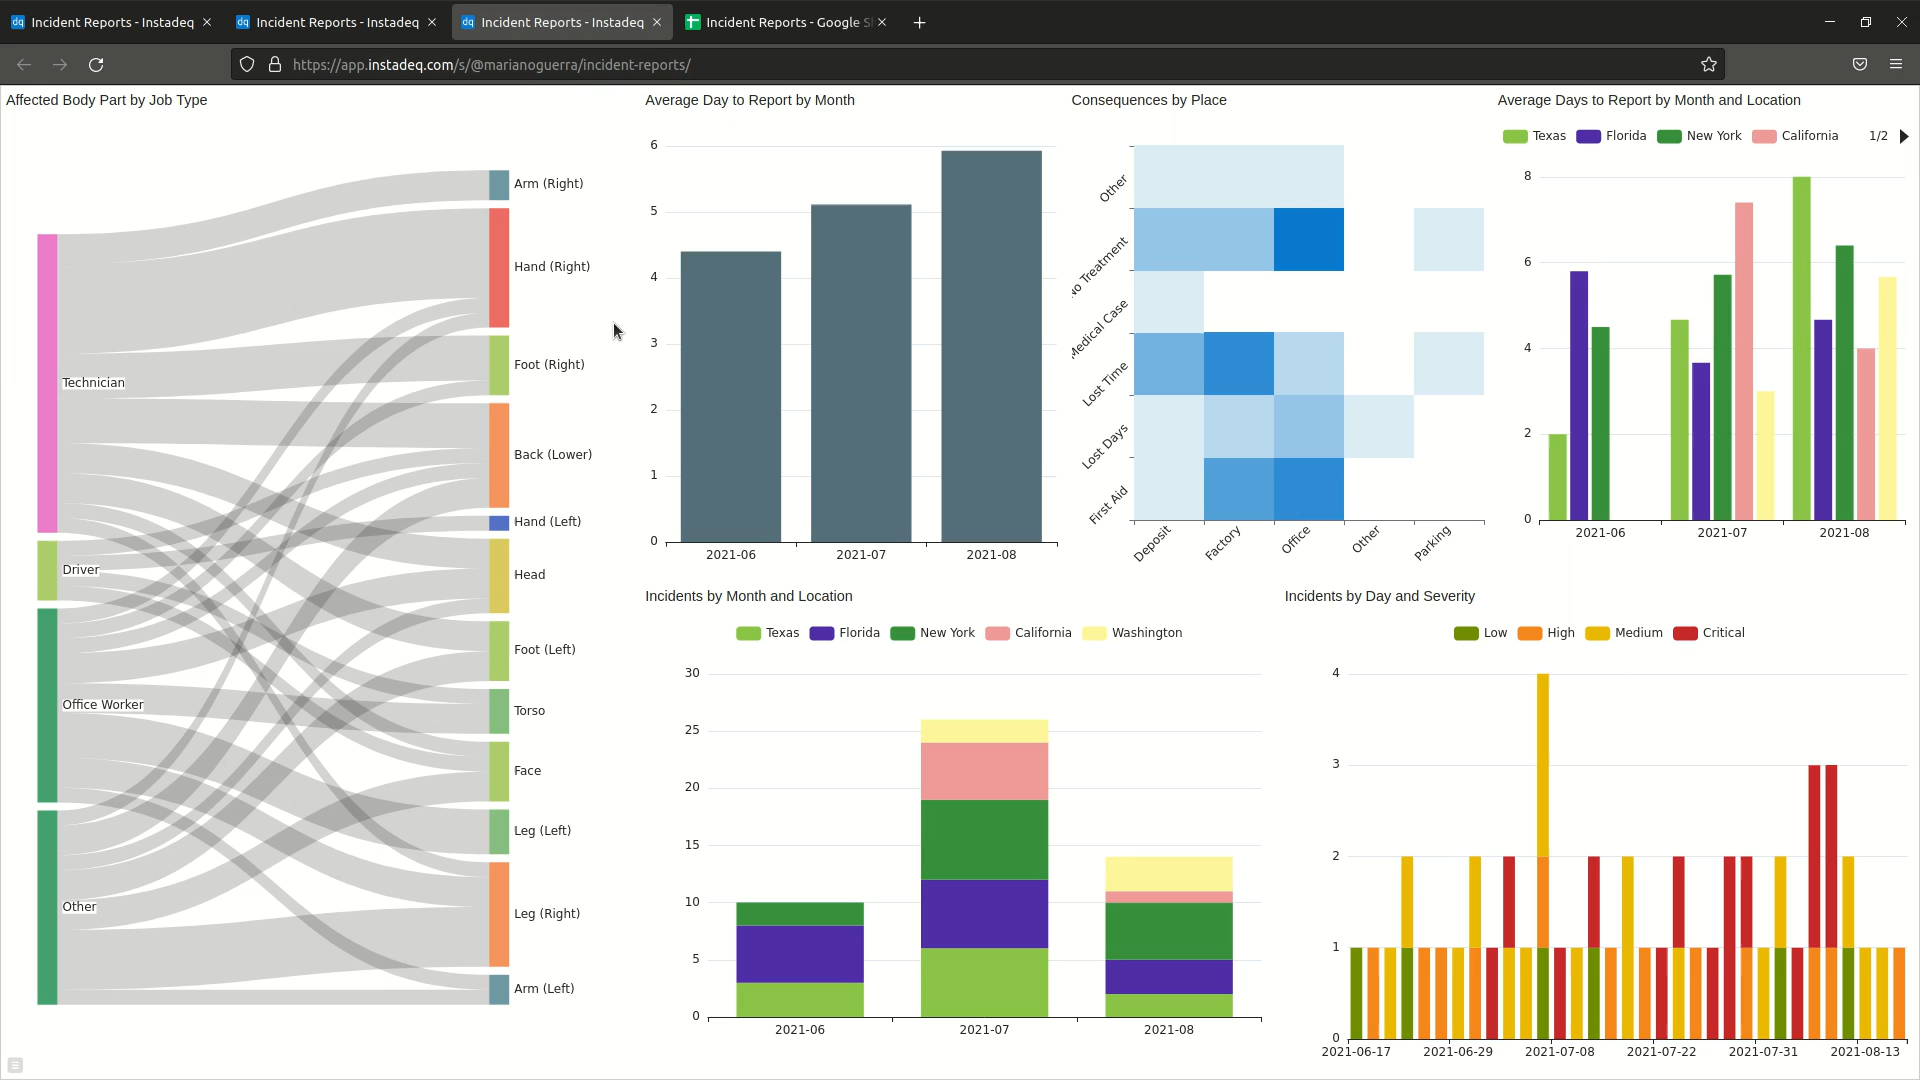 Incident Reports - Instadeq
Incident Reports - Instadeq
Incident Reports - Instadeq
Incident Reports - Google S
https://app.instadeq.com/s/@marianoguerra/incident-reports/
Affected Body Part by Job Type
Technician
Driver
Office Worker
Other
Arm (Right)
Hand (Right)
Foot (Right)
Back (Lower)
Hand (Left)
Head
Foot (Left)
Torso
Face
Leg (Left)
Leg (Right)
Arm (Left)
Average Day to Report by Month
6
5
4
3
2
1
0
2021-06 2021-07 2021-08
Consequences by Place
Other
No Treatment
Medical Case
Lost Time
Lost Days
First Aid
Deposit Factory Office Other Parking
Average Days to Report by Month and Location
Texas Florida New York California 1/2
8
6
4
2
0
2021-06 2021-07 2021-08
Incidents by Month and Location
Texas Florida New York California Washington
30
25
20
15
10
5
0
2021-06 2021-07 2021-08
Incidents by Day and Severity
Low High Medium Critical
4
3
2
1
0
2021-06-17 2021-06-29 2021-07-08 2021-07-22 2021-07-31 2021-08-13